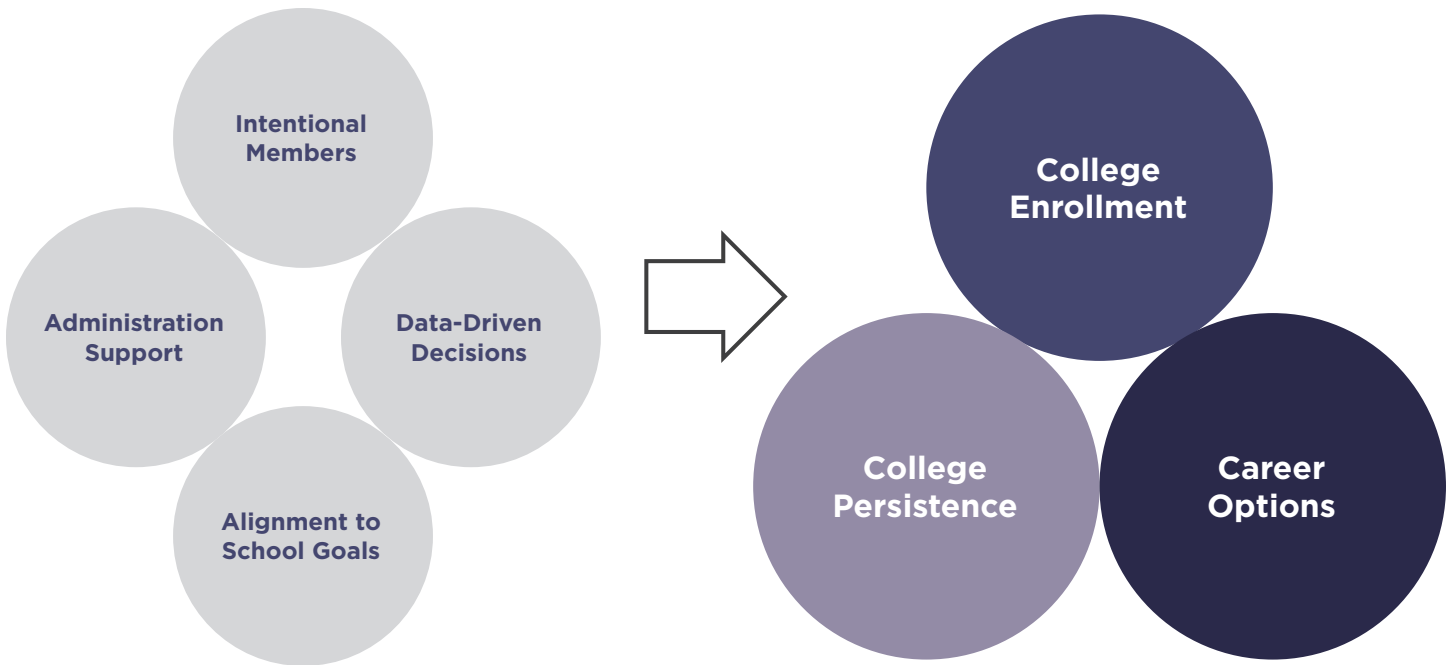 Intentional
Members
Administration
Support
Data-Driven
Decisions
Alignment to
School Goals
College
Enrollment
College
Persistence
Career
Options